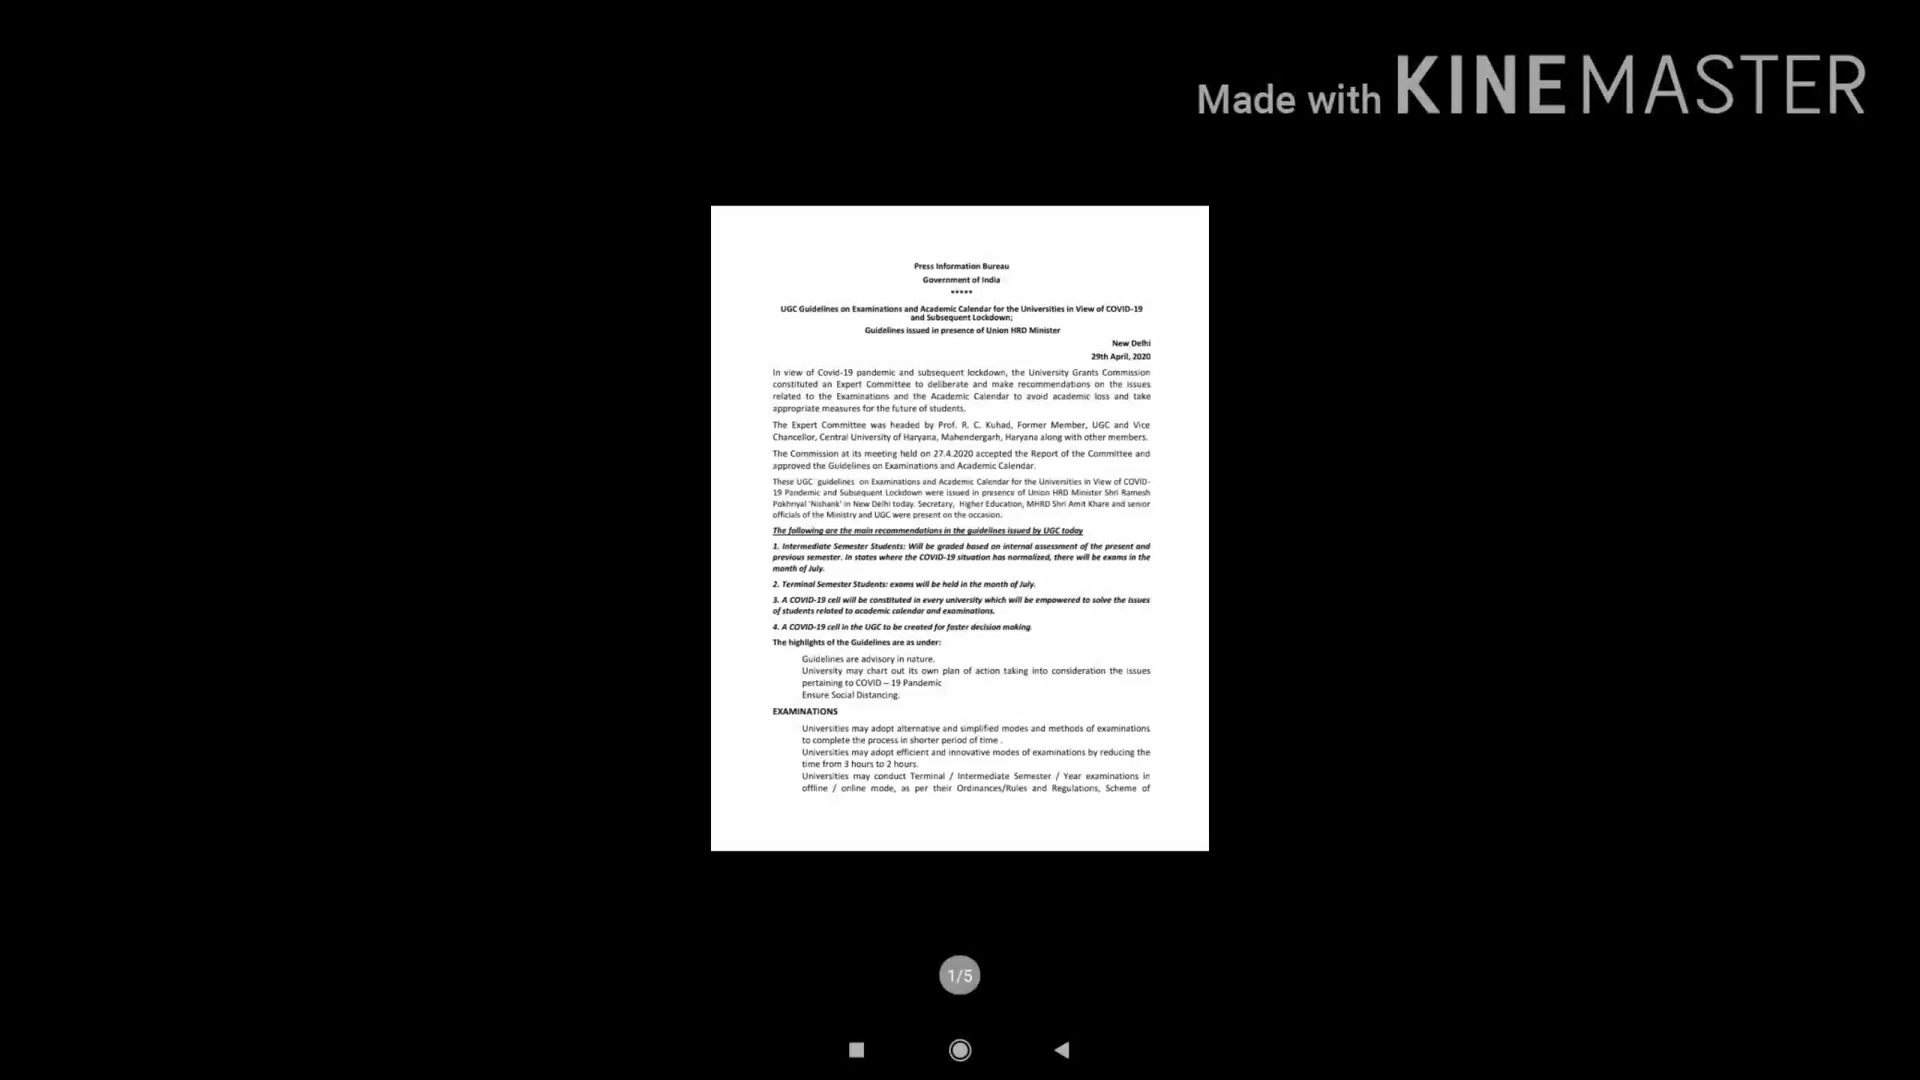 Made with KINEMASTER
Press Information Bureau
Government of India
*****
UGC Guidelines on Examinations and Academic Calendar for the Universities in View of COVID-19
and Subsequent Lockdown;
Guidelines issued in presence of Union HRD Minister
New Delhi
29th April, 2020
In view of Covid-19 pandemic and subsequent lockdown, the University Grants Commission
constituted an Expert Committee to deliberate and make recommendations on the issues
related to the Examinations and the Academic Calendar to avoid academic loss and take
appropriate measures for the future of students.
The Expert Committee was headed by Prof. R. C. Kuhad, Former Member, UGC and Vice
Chancellor, Central University of Haryana, Mahendergarh, Haryana along with other members.
The Commission at its meeting held on 27.4.2020 accepted the Report of the Committee and
approved the Guidelines on Examinations and Academic Calendar.
These UGC guidelines on Examinations and Academic Calendar for the Universities in View of COVID-
19 Pandemic and Subsequent Lockdown were issued in presence of Union HRD Minister Shri Ramesh
Pokhriyal 'Nishank' in New Delhi today. Secretary, Higher Education, MHRD Shri Amit Khare and senior
officials of the Ministry and UGC were present on the occasion.
The following are the main recommendations in the guidelines issued by UGC today
1. Intermediate Semester Students: Will be graded based on internal assessment of the present and
previous semester. In states where the COVID-19 situation has normalized, there will be exams in the
month of July.
2. Terminal Semester Students: exams will be held in the month of July.
3. A COVID-19 cell will be constituted in every university which will be empowered to solve the issues
of students related to academic calendar and examinations.
4. A COVID-19 cell in the UGC to be created for faster decision making.
The highlights of the Guidelines are as under:
Guidelines are advisory in nature.
University may chart out its own plan of action taking into consideration the issues
pertaining to COVID – 19 Pandemic
Ensure Social Distancing.
EXAMINATIONS
Universities may adopt alternative and simplified modes and methods of examinations
to complete the process in shorter period of time .
Universities may adopt efficient and innovative modes of examinations by reducing the
time from 3 hours to 2 hours.
Universities may conduct Terminal / Intermediate Semester / Year examinations in
offline / online mode, as per their Ordinances/Rules and Regulations, Scheme of
1/5